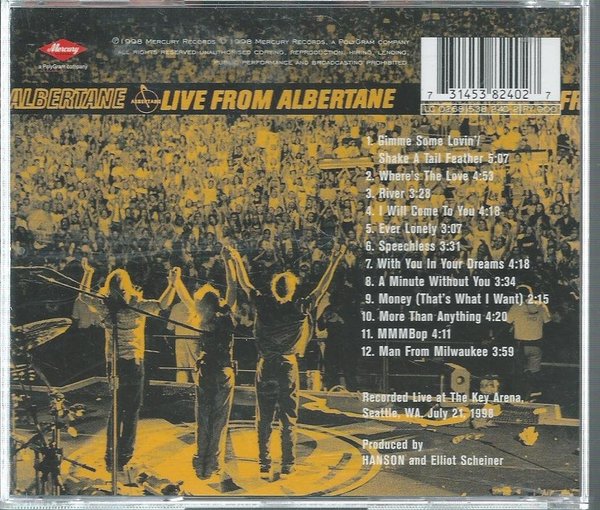 Mercury
a PolyGram company
℗1998 Mercury Records © 1998 Mercury Records, a PolyGram company
All rights reserved. Unauthorised copying, reproduction, hiring, lending,
public performance and broadcasting prohibited.
7 31453 82402 7
ALBERTANE ALBERTANE LIVE FROM ALBERTANE FR
1. Gimme Some Lovin'/
Shake A Tail Feather 5:07
2. Where's The Love 4:53
3. River 3:28
4. I Will Come To You 4:18
5. Ever Lonely 3:07
6. Speechless 3:31
7. With You In Your Dreams 4:18
8. A Minute Without You 3:34
9. Money (That's What I Want) 2:15
10. More Than Anything 4:20
11. MMMBop 4:11
12. Man From Milwaukee 3:59
Recorded Live at The Key Arena,
Seattle, WA, July 21, 1998
Produced by
HANSON and Elliot Scheiner